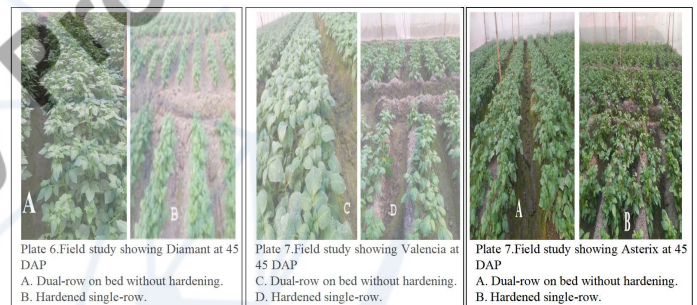 Pro
A
B
Plate 6.Field study showing Diamant at 45
DAP
A. Dual-row on bed without hardening.
B. Hardened single-row.
C
D
Plate 7.Field study showing Valencia at
45 DAP
C. Dual-row on bed without hardening.
D. Hardened single-row.
A
B
Plate 7.Field study showing Asterix at 45
DAP
A. Dual-row on bed without hardening.
B. Hardened single-row.